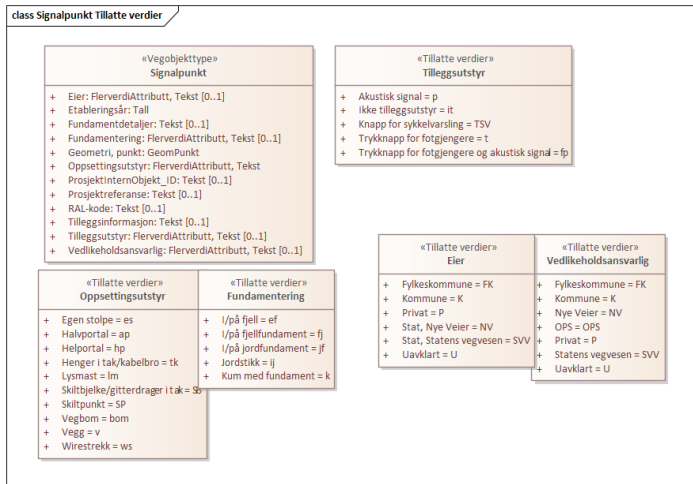 class Signalpunkt Tillatte verdier
«Vegobjekttype»
Signalpunkt
+ Eier: FlerverdiAttributt, Tekst [0..1]
+ Etableringsår: Tall
+ Fundamentdetaljer: Tekst [0..1]
+ Fundamentering: FlerverdiAttributt, Tekst [0..1]
+ Geometri, punkt: GeomPunkt
+ Oppsettingsutstyr: FlerverdiAttributt, Tekst
+ ProsjektInternObjekt_ID: Tekst [0..1]
+ Prosjektreferanse: Tekst [0..1]
+ RAL-kode: Tekst [0..1]
+ Tilleggsinformasjon: Tekst [0..1]
+ Tilleggsutstyr: FlerverdiAttributt, Tekst [0..1]
+ Vedlikeholdsansvarlig: FlerverdiAttributt, Tekst [0..1]
«Tillatte verdier»
Tilleggsutstyr
+ Akustisk signal = p
+ Ikke tilleggsutstyr = it
+ Knapp for sykkelvarsling = TSV
+ Trykknapp for fotgjengere = t
+ Trykknapp for fotgjengere og akustisk signal = fp
«Tillatte verdier»
Eier
+ Fylkeskommune = FK
+ Kommune = K
+ Privat = P
+ Stat, Nye Veier = NV
+ Stat, Statens vegvesen = SVV
+ Uavklart = U
«Tillatte verdier»
Vedlikeholdsansvarlig
+ Fylkeskommune = FK
+ Kommune = K
+ Nye Veier = NV
+ OPS = OPS
+ Privat = P
+ Statens vegvesen = SVV
+ Uavklart = U
«Tillatte verdier»
Oppsettingsutstyr
+ Egen stolpe = es
+ Halvportal = ap
+ Helportal = hp
+ Henger i tak/kabelbro = tk
+ Lysmast = lm
+ Skiltbjelke/gitterdrager i tak = SB
+ Skiltpunkt = SP
+ Vegbom = bom
+ Vegg = v
+ Wirestrekk = ws
«Tillatte verdier»
Fundamentering
+ I/på fjell = ef
+ I/på fjellfundament = fj
+ I/på jordfundament = jf
+ Jordstikk = ij
+ Kum med fundament = k